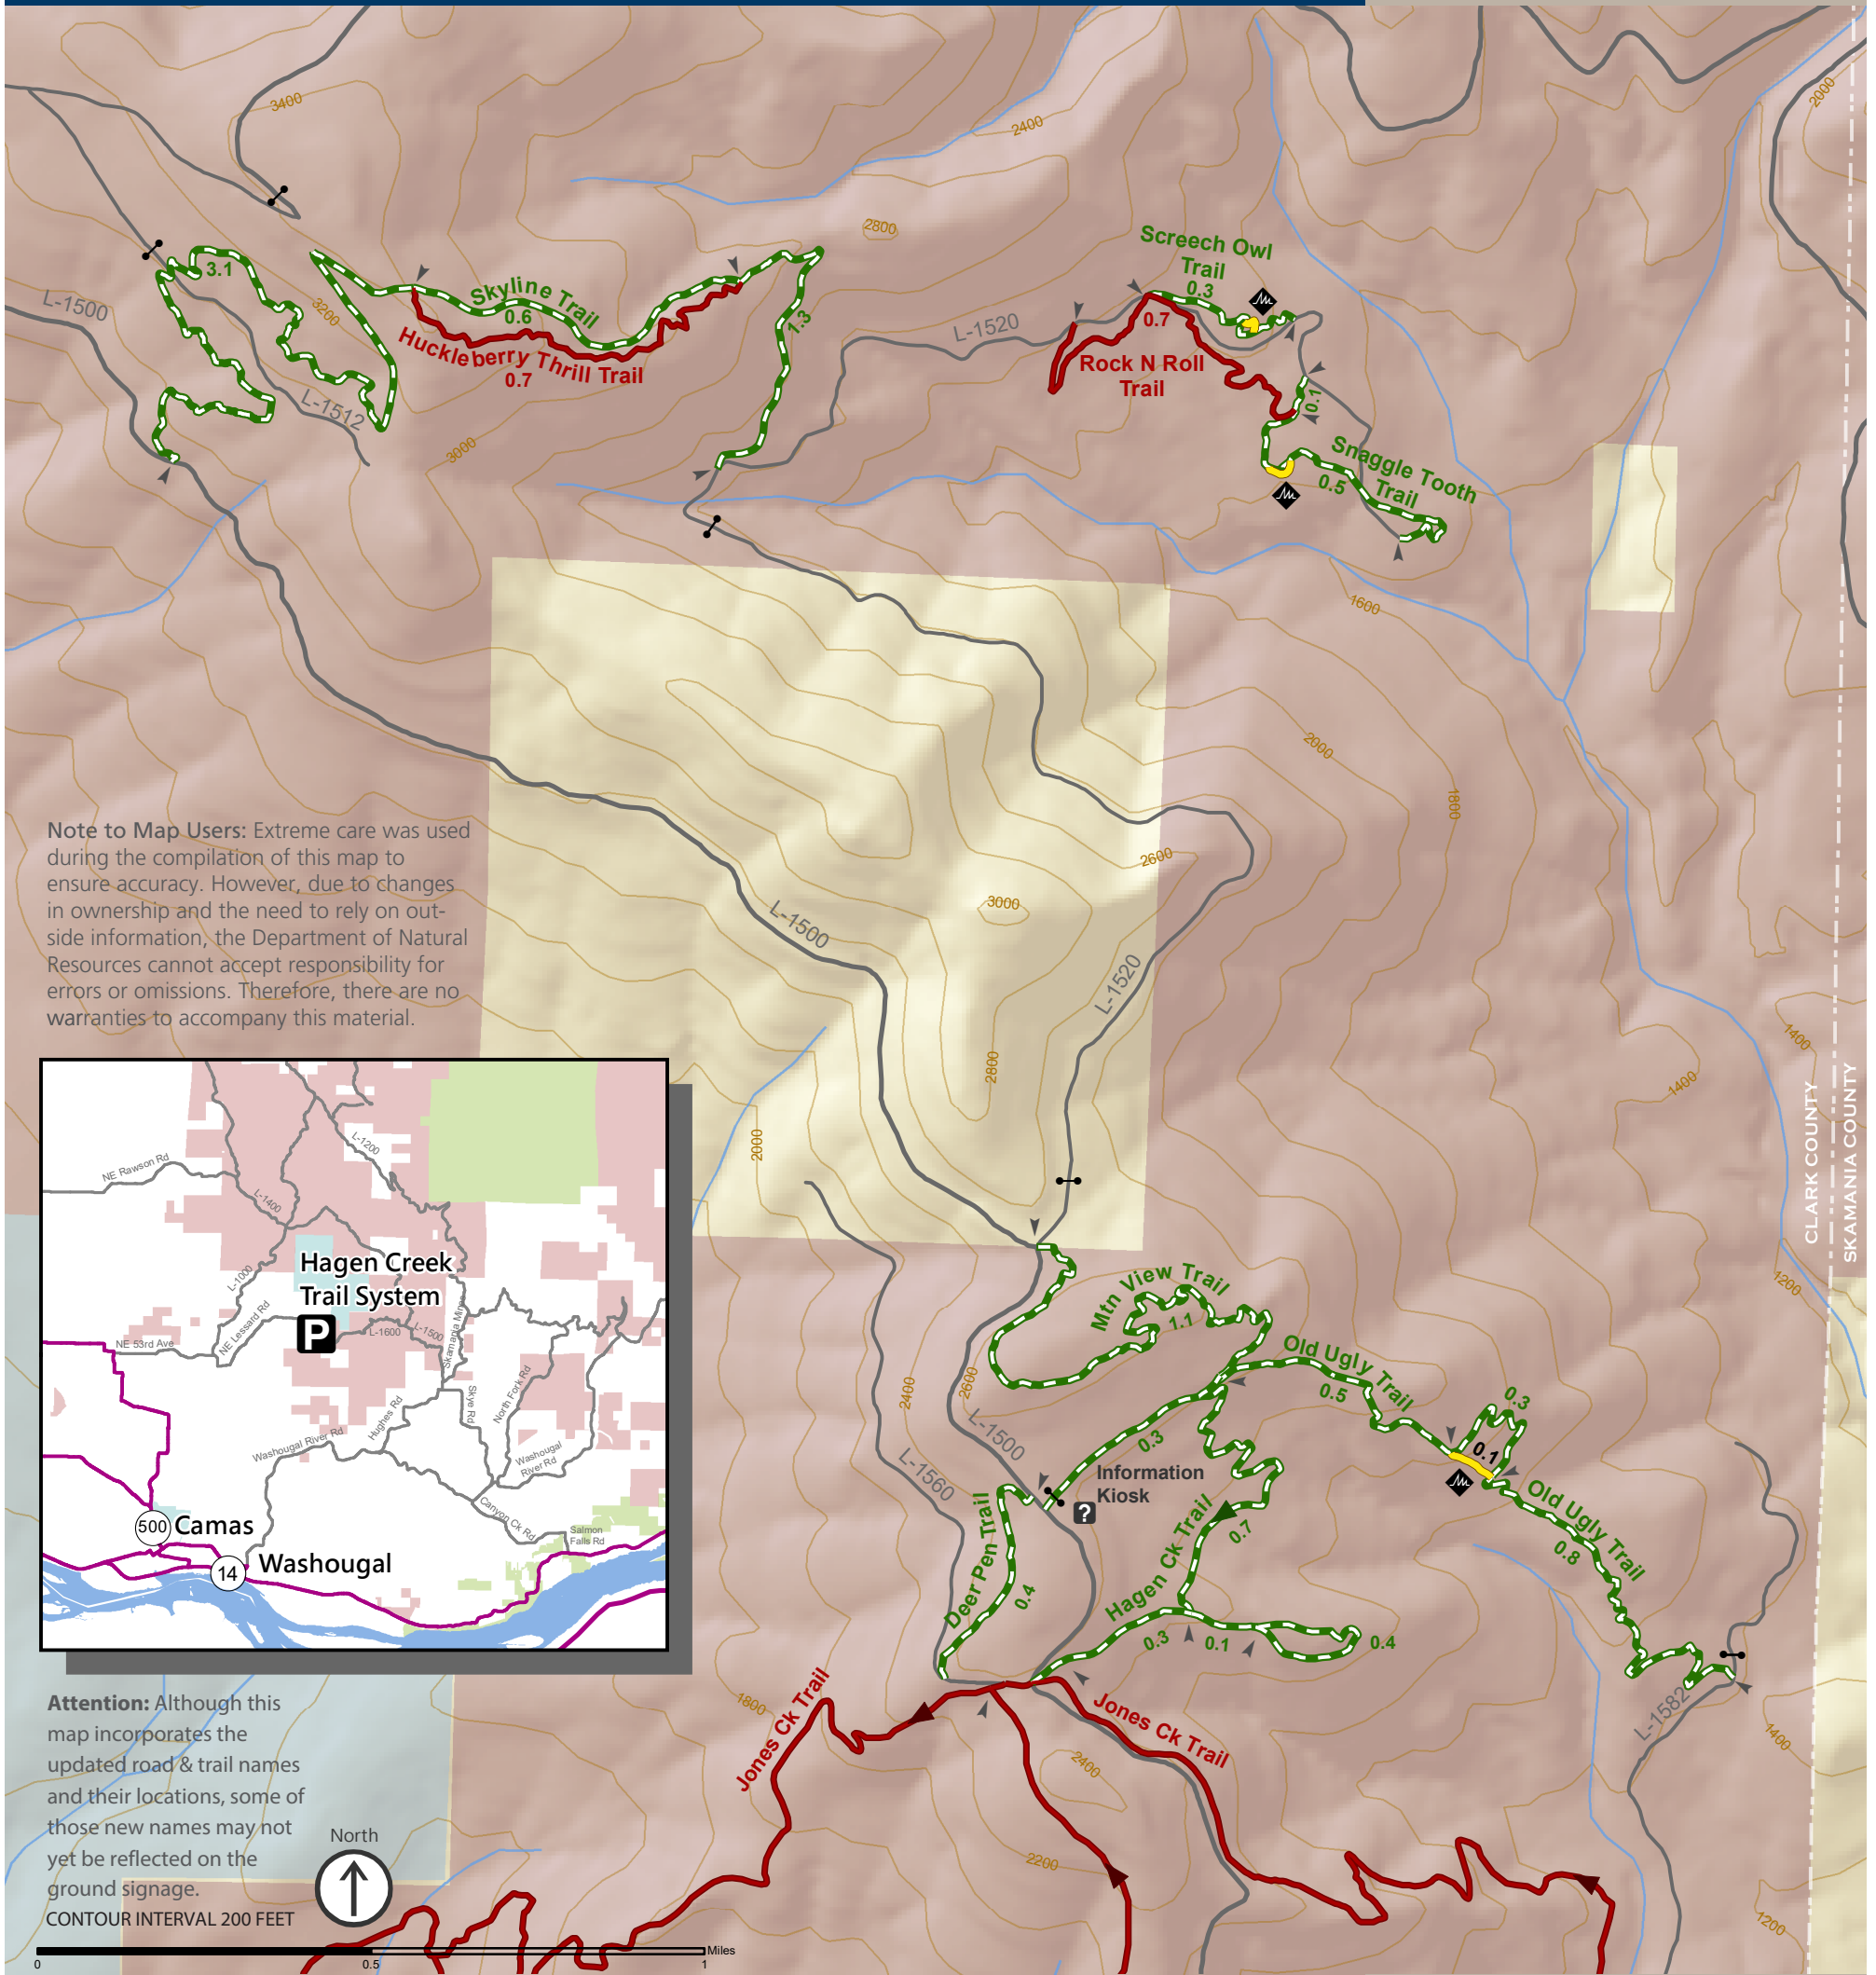 3400
2400
2000
2800
Screech Owl
Trail
0.3
3.1
L-1500
3200
Skyline Trail
0.6
Huckleberry Thrill Trail
0.7
1.3
L-1520
0.7
Rock N Roll
Trail
0.1
L-1512
3000
Snaggle Tooth
Trail
0.5
1600
2000
1800
2600
3000
Note to Map Users: Extreme care was used
during the compilation of this map to
ensure accuracy. However, due to changes
in ownership and the need to rely on out-
side information, the Department of Natural
Resources cannot accept responsibility for
errors or omissions. Therefore, there are no
warranties to accompany this material.
L-1500
L-1520
2800
2000
1400
1400
CLARK COUNTY
SKAMANIA COUNTY
1200
L-1200
NE Rawson Rd
L-1400
L-1000
Hagen Creek
Trail System
P
NE Lessard Rd
NE 53rd Ave
L-1600
L-1500
Skamania Mines
Skye Rd
North Fork Rd
Hughes Rd
Washougal River Rd
Washougal
River Rd
Canyon Ck Rd
Salmon
Falls Rd
500
Camas
14
Washougal
Mtn View Trail
1.1
Old Ugly Trail
0.5
0.3
0.1
2400
2600
L-1500
0.3
Information
Kiosk
?
L-1560
Deer Pen Trail
0.4
Hagen Ck Trail
0.7
Old Ugly Trail
0.8
0.3
0.1
0.4
L-1582
1400
Jones Ck Trail
Jones Ck Trail
1800
2400
2200
1200
Attention: Although this
map incorporates the
updated road & trail names
and their locations, some of
those new names may not
yet be reflected on the
ground signage.
CONTOUR INTERVAL 200 FEET
North
0
0.5
1
Miles